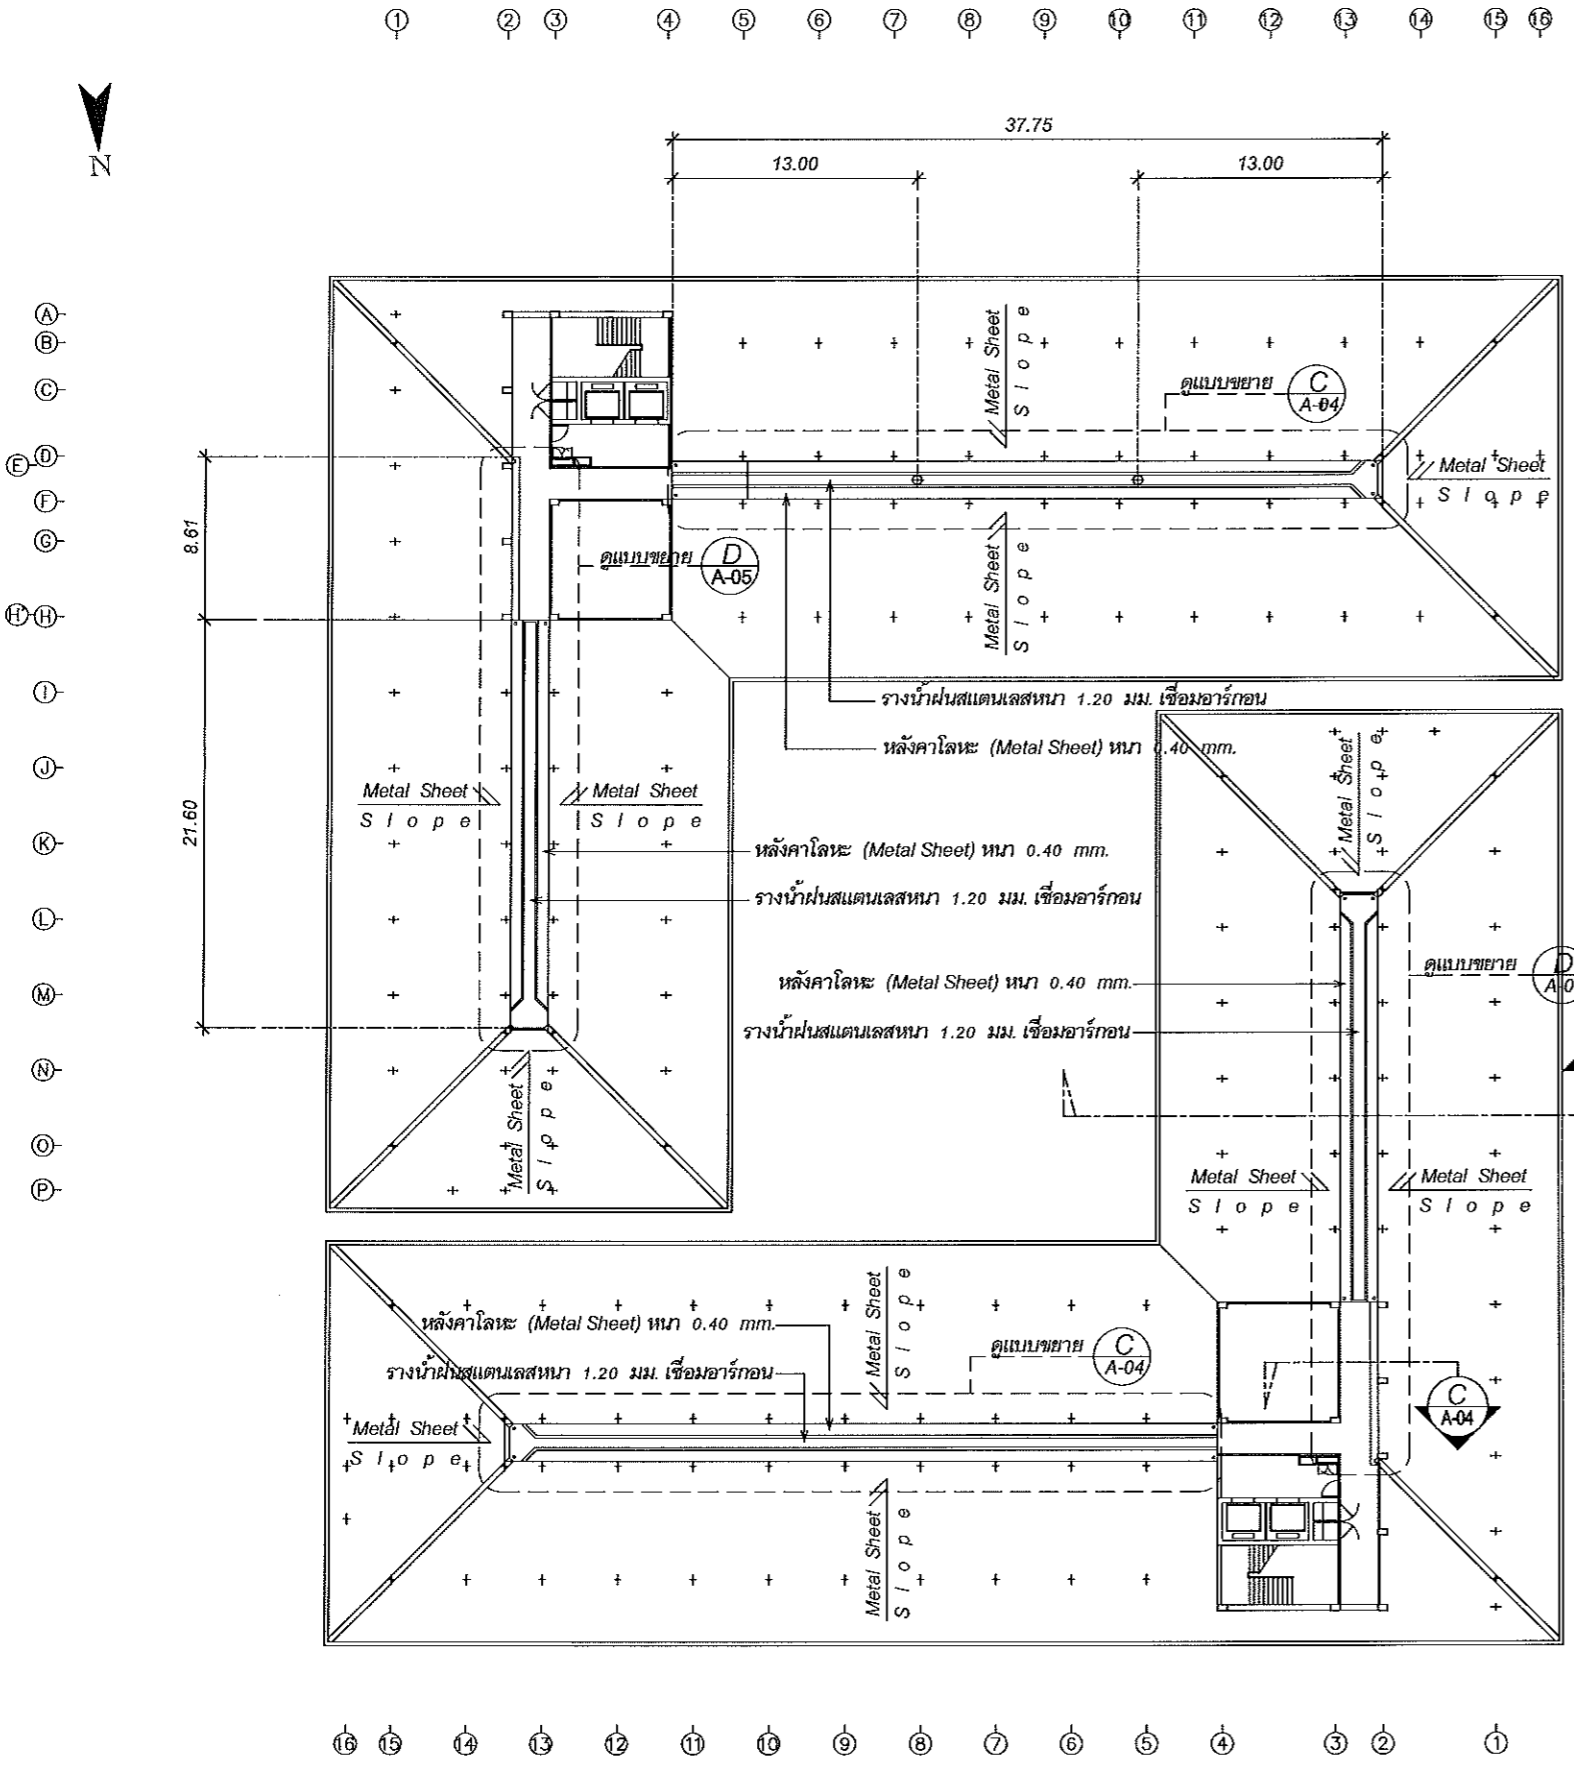 1 2 3 4 5 6 7 8 9 10 11 12 13 14 15 16
N
37.75
13.00 13.00
A
B
C
D
E
F
G
H' H
I
J
K
L
M
N
O
P
8.61
21.60
Metal Sheet
Slope
ดูแบบขยาย
C
A-04
Metal Sheet
Slope
ดูแบบขยาย
D
A-05
Metal Sheet
Slope
รางน้ำฝนสแตนเลสหนา 1.20 มม. เชื่อมอาร์กอน
หลังคาโลหะ (Metal Sheet) หนา 0.40 mm.
Metal Sheet
Slope
Metal Sheet
Slope
Metal Sheet
Slope
หลังคาโลหะ (Metal Sheet) หนา 0.40 mm.
รางน้ำฝนสแตนเลสหนา 1.20 มม. เชื่อมอาร์กอน
หลังคาโลหะ (Metal Sheet) หนา 0.40 mm.
รางน้ำฝนสแตนเลสหนา 1.20 มม. เชื่อมอาร์กอน
ดูแบบขยาย
D
A-0
Metal Sheet
Slope
Metal Sheet
Slope
Metal Sheet
Slope
Metal Sheet
Slope
หลังคาโลหะ (Metal Sheet) หนา 0.40 mm.
รางน้ำฝนสแตนเลสหนา 1.20 มม. เชื่อมอาร์กอน
ดูแบบขยาย
C
A-04
C
A-04
Metal Sheet
Slope
Metal Sheet
Slope
16 15 14 13 12 11 10 9 8 7 6 5 4 3 2 1